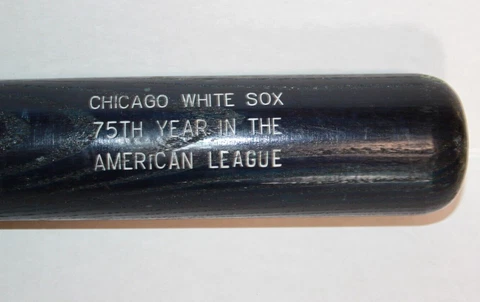 CHICAGO WHITE SOX
75TH YEAR IN THE
AMERICAN LEAGUE